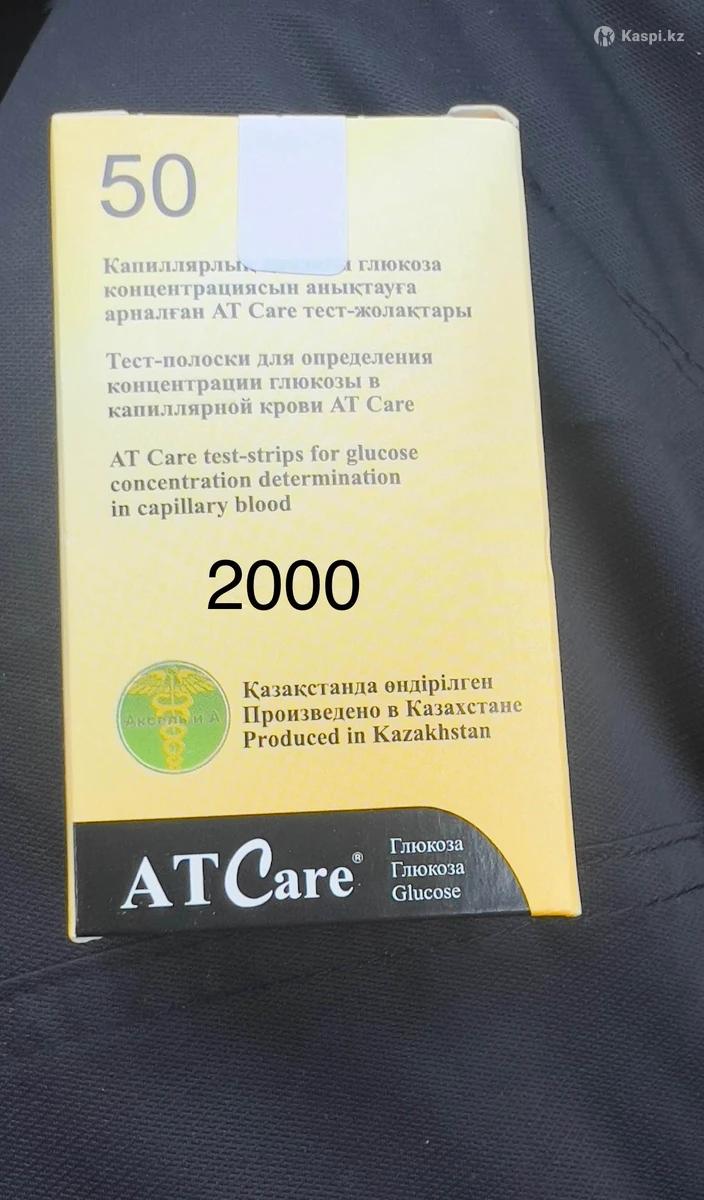 Kaspi.kz
50
Капиллярлық глюкоза
концентрациясын анықтауға
арналған AT Care тест-жолақтары
Тест-полоски для определения
концентрации глюкозы в
капиллярной крови AT Care
AT Care test-strips for glucose
concentration determination
in capillary blood
2000
Аксель и А
Қазақстанда өндірілген
Произведено в Казахстане
Produced in Kazakhstan
ATCare®
Глюкоза
Глюкоза
Glucose